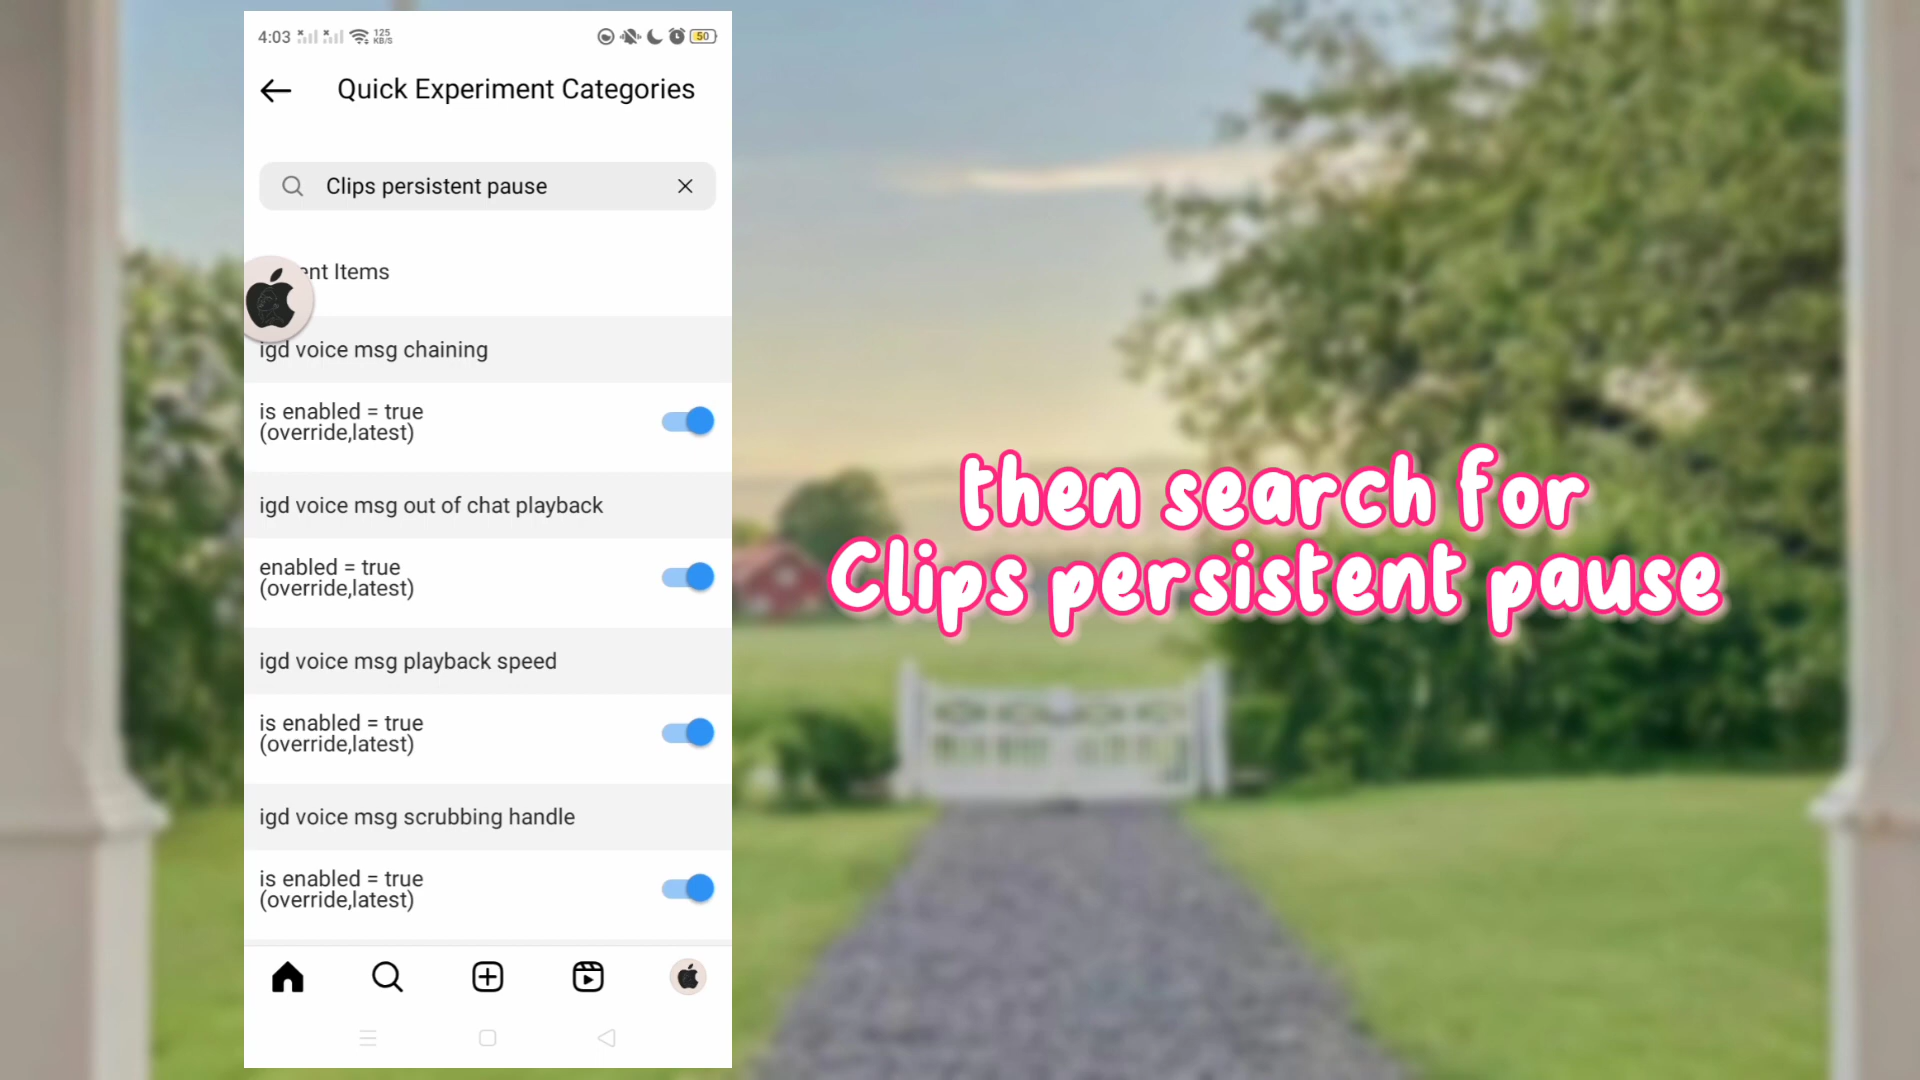 4:03
125
KB/S
50
Quick Experiment Categories
Clips persistent pause
ent Items
igd voice msg chaining
is enabled = true
(override,latest)
igd voice msg out of chat playback
enabled = true
(override,latest)
igd voice msg playback speed
is enabled = true
(override,latest)
igd voice msg scrubbing handle
is enabled = true
(override,latest)
then search for
Clips persistent pause